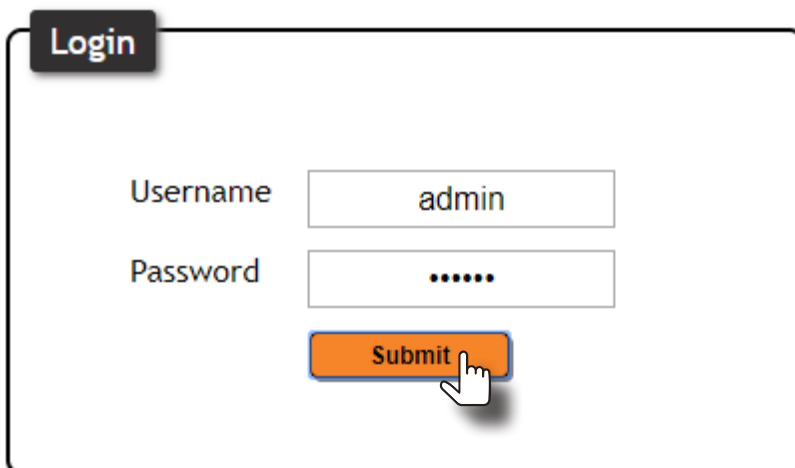 Login
Username admin
Password ••••••
Submit